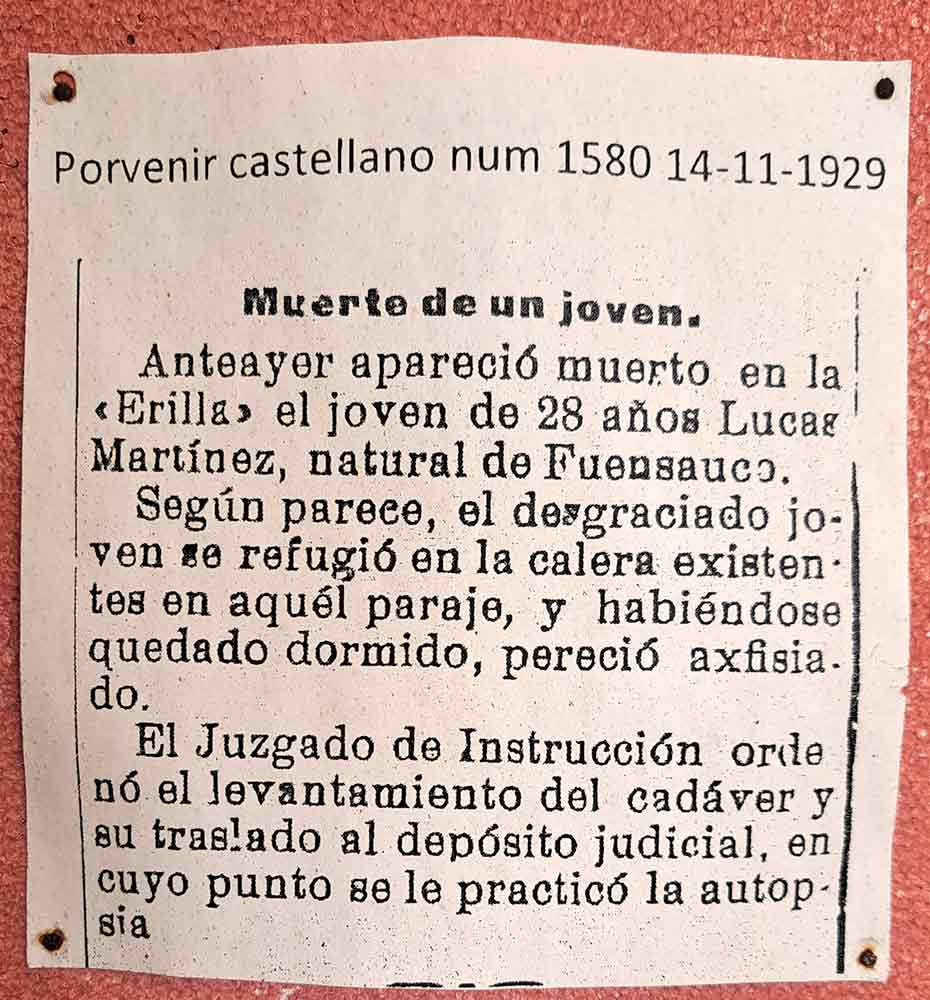 Porvenir castellano num 1580 14-11-1929
Muerte de un joven.
Anteayer apareció muerto en la
«Erilla» el joven de 28 años Lucas
Martínez, natural de Fuensauco.
Según parece, el desgraciado jo-
ven se refugió en la calera existen-
tes en aquél paraje, y habiéndose
quedado dormido, pereció axfisia-
do.
El Juzgado de Instrucción orde
nó el levantamiento del cadáver y
su traslado al depósito judicial, en
cuyo punto se le practicó la autop-
sia